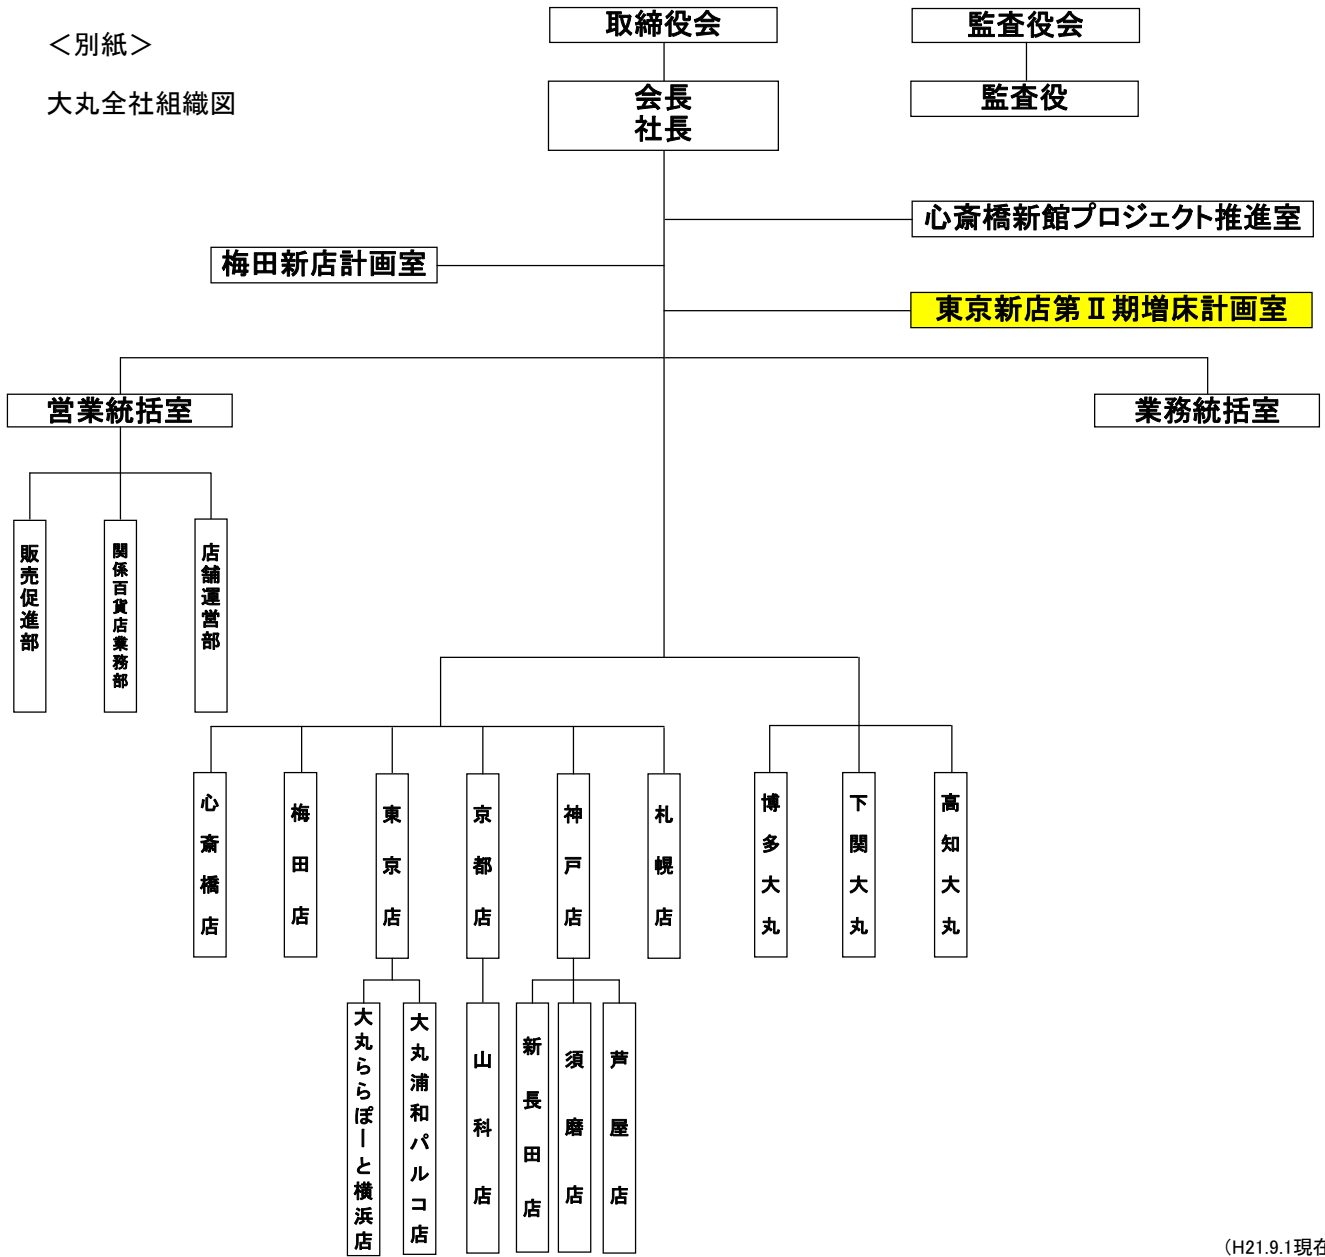 ＜別紙＞
大丸全社組織図
取締役会
監査役会
会長
社長
監査役
心斎橋新館プロジェクト推進室
梅田新店計画室
東京新店第Ⅱ期増床計画室
営業統括室
業務統括室
販売促進部
関係百貨店業務部
店舗運営部
心斎橋店
梅田店
東京店
京都店
神戸店
札幌店
博多大丸
下関大丸
高知大丸
大丸ららぽーと横浜店
大丸浦和パルコ店
山科店
新長田店
須磨店
芦屋店
（H21.9.1現在